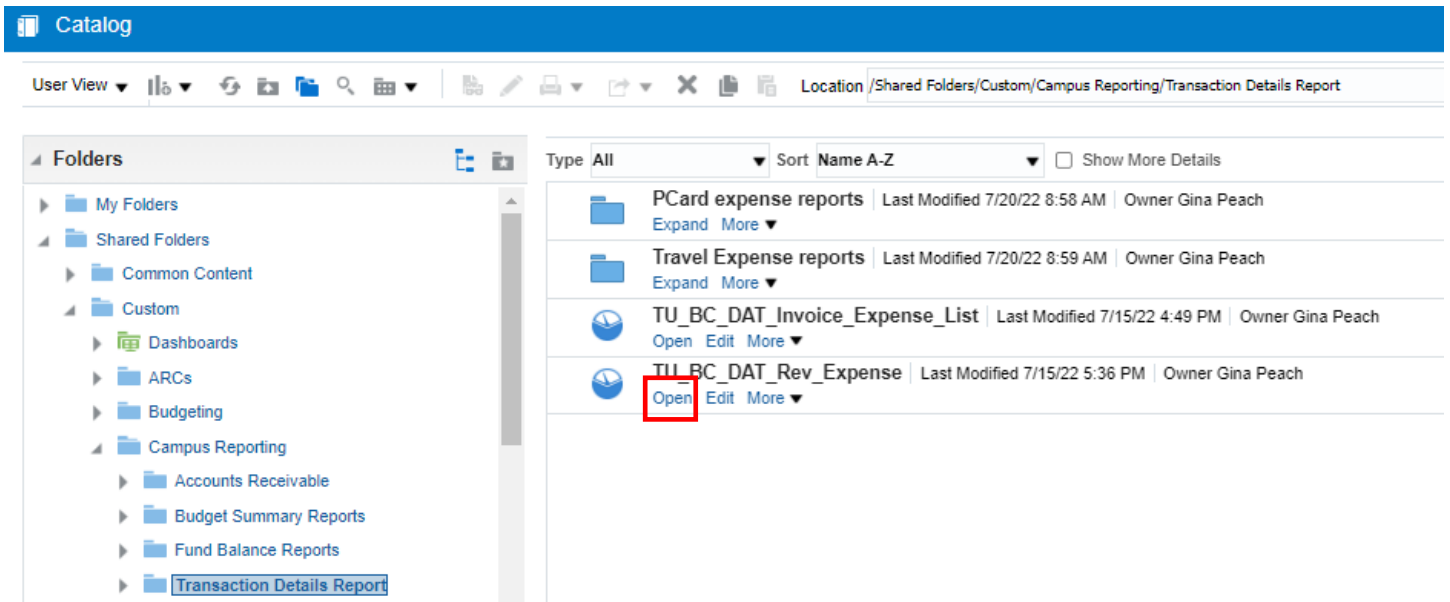 Catalog
User View
Location /Shared Folders/Custom/Campus Reporting/Transaction Details Report
Folders
My Folders
Shared Folders
Common Content
Custom
Dashboards
ARCs
Budgeting
Campus Reporting
Accounts Receivable
Budget Summary Reports
Fund Balance Reports
Transaction Details Report
Type All Sort Name A-Z Show More Details
PCard expense reports Last Modified 7/20/22 8:58 AM Owner Gina Peach
Expand More
Travel Expense reports Last Modified 7/20/22 8:59 AM Owner Gina Peach
Expand More
TU_BC_DAT_Invoice_Expense_List Last Modified 7/15/22 4:49 PM Owner Gina Peach
Open Edit More
TU_BC_DAT_Rev_Expense Last Modified 7/15/22 5:36 PM Owner Gina Peach
Open Edit More